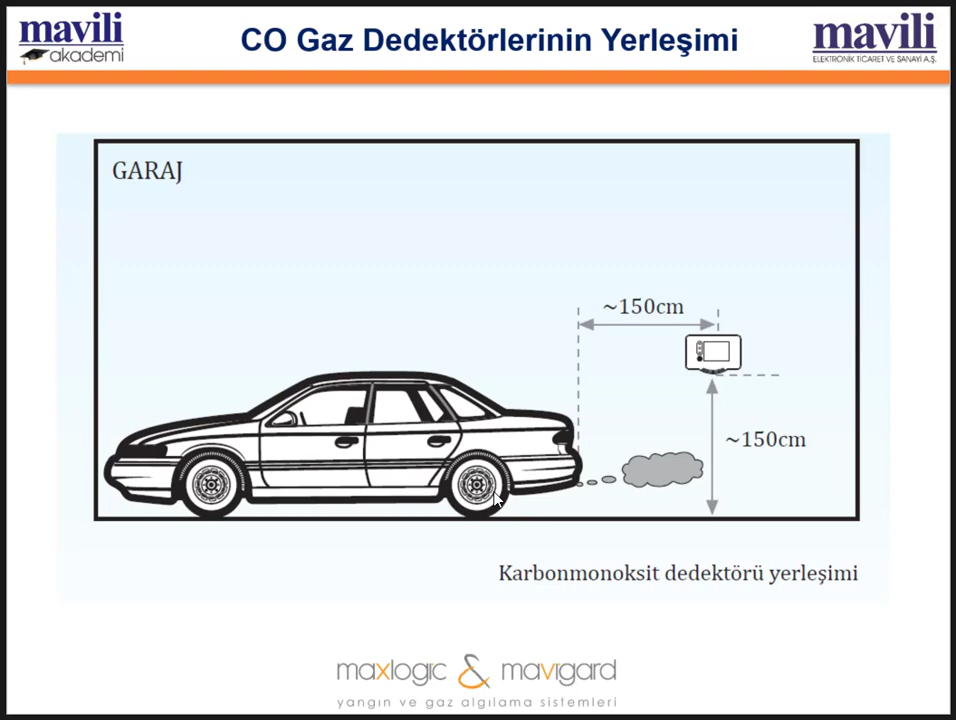 mavili
akademi
CO Gaz Dedektörlerinin Yerleşimi
mavili
ELEKTRONİK TİCARET VE SANAYİ A.Ş.
GARAJ
~150cm
~150cm
Karbonmonoksit dedektörü yerleşimi
maxlogic & mavigard
yangın ve gaz algılama sistemleri